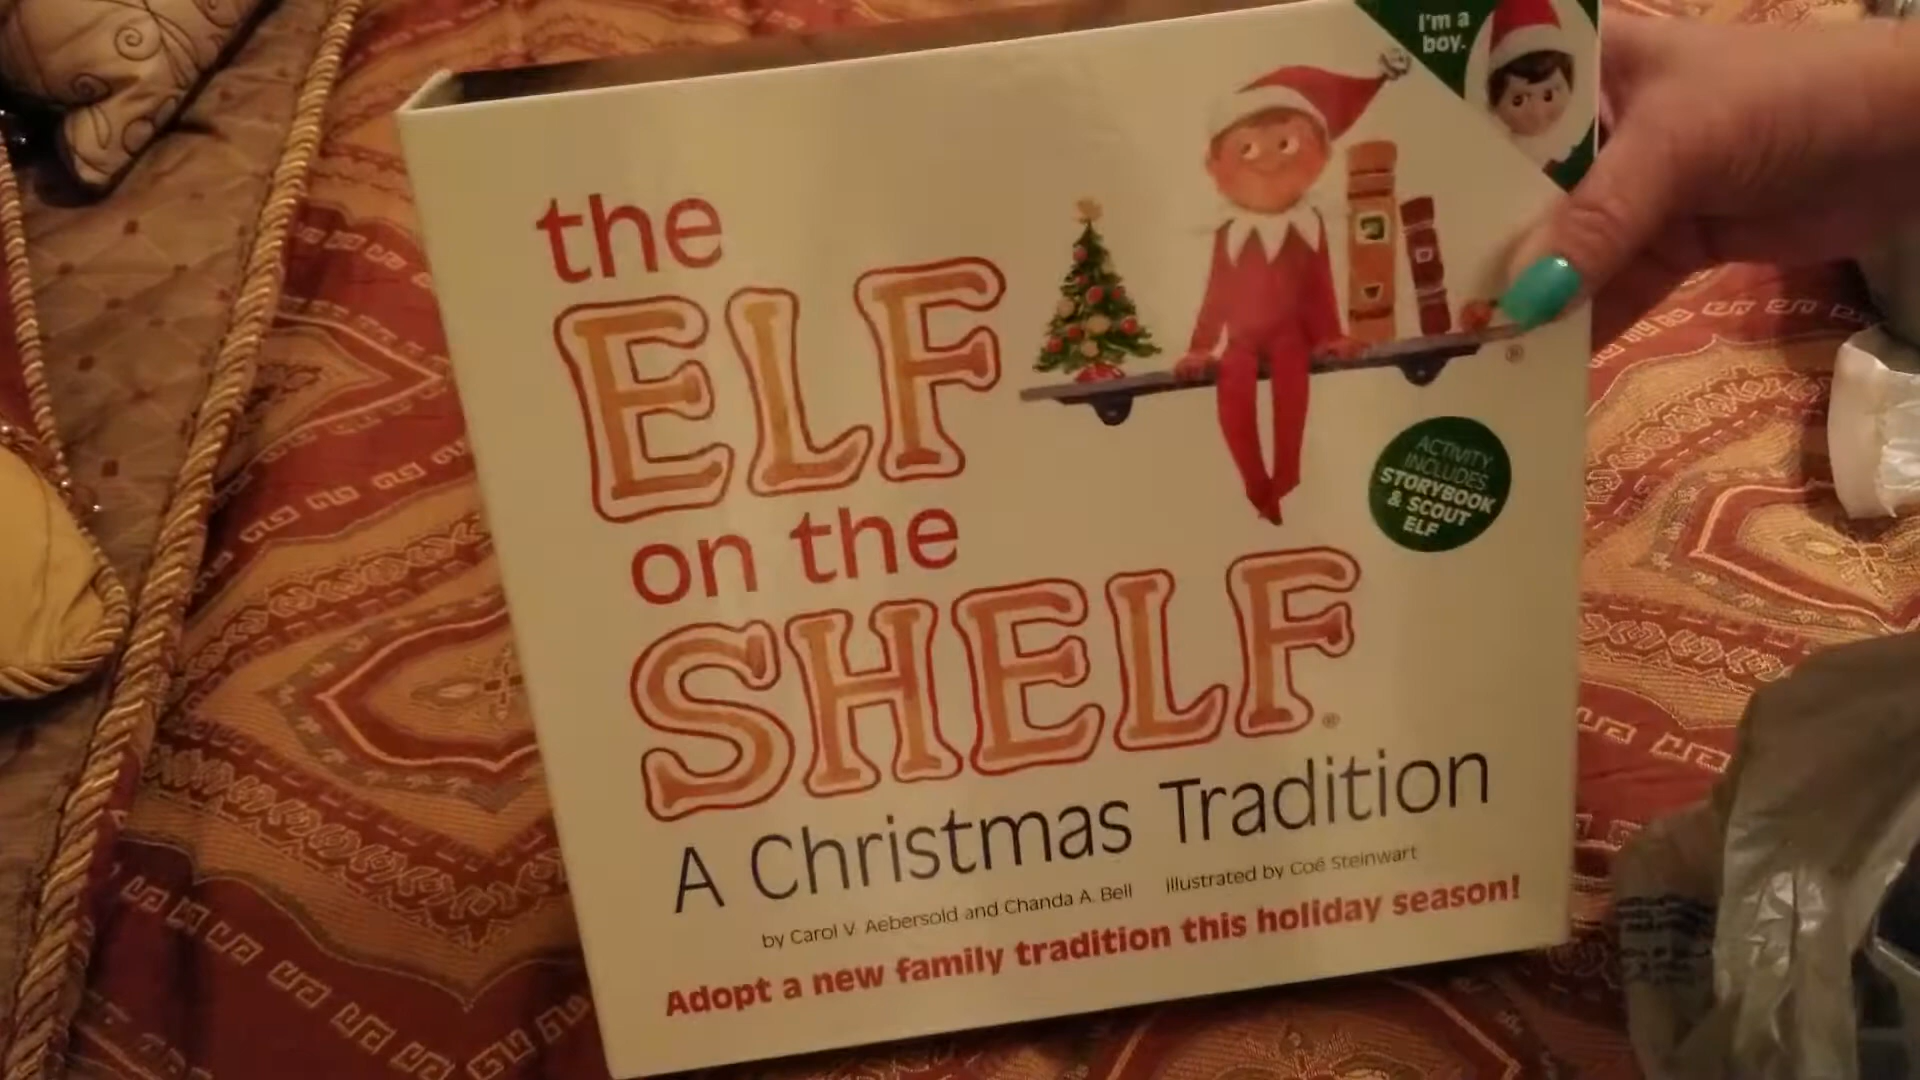 I'm a
boy.
the
ELF
on the
SHELF®
A Christmas Tradition
by Carol V. Aebersold and Chanda A. Bell illustrated by Coë Steinwart
Adopt a new family tradition this holiday season!
®
ACTIVITY
INCLUDES
STORYBOOK
& SCOUT
ELF